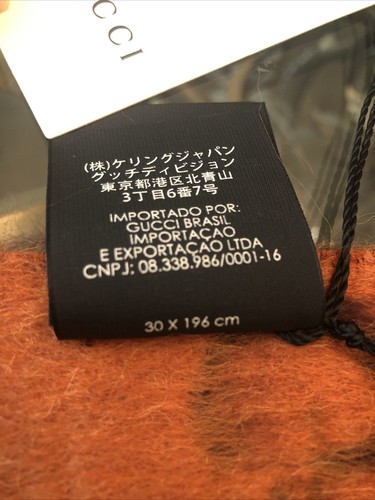 CCI
(株)ケリングジャパン
グッチディビジョン
東京都港区北青山
3丁目6番7号
IMPORTADO POR:
GUCCI BRASIL
IMPORTAÇAO
E EXPORTAÇAO LTDA
CNPJ: 08.338.986/0001-16
30 X 196 cm